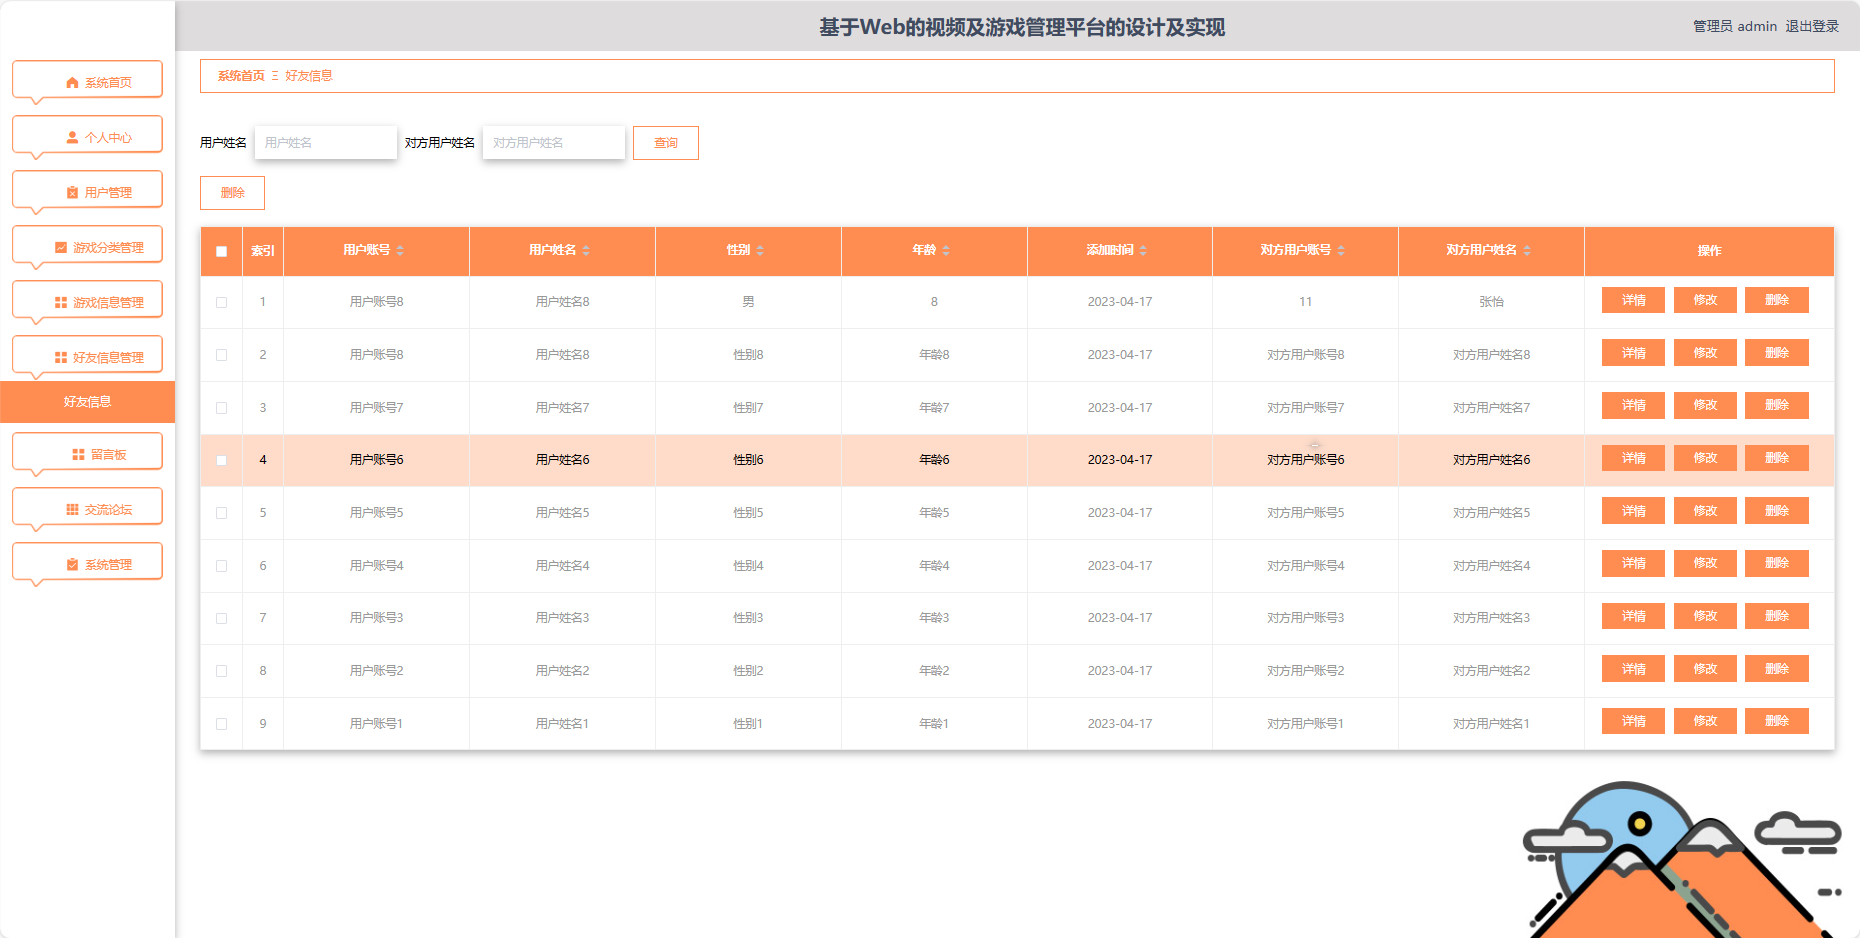 基于Web的视频及游戏管理平台的设计及实现
管理员 admin 退出登录
系统首页
个人中心
用户管理
游戏分类管理
游戏信息管理
好友信息管理
好友信息
留言板
交流论坛
系统管理
系统首页 Ξ 好友信息
用户姓名 用户姓名 对方用户姓名 对方用户姓名 查询
删除
索引 用户账号 用户姓名 性别 年龄 添加时间 对方用户账号 对方用户姓名 操作
1 用户账号8 用户姓名8 男 8 2023-04-17 11 张怡 详情 修改 删除
2 用户账号8 用户姓名8 性别8 年龄8 2023-04-17 对方用户账号8 对方用户姓名8 详情 修改 删除
3 用户账号7 用户姓名7 性别7 年龄7 2023-04-17 对方用户账号7 对方用户姓名7 详情 修改 删除
4 用户账号6 用户姓名6 性别6 年龄6 2023-04-17 对方用户账号6 对方用户姓名6 详情 修改 删除
5 用户账号5 用户姓名5 性别5 年龄5 2023-04-17 对方用户账号5 对方用户姓名5 详情 修改 删除
6 用户账号4 用户姓名4 性别4 年龄4 2023-04-17 对方用户账号4 对方用户姓名4 详情 修改 删除
7 用户账号3 用户姓名3 性别3 年龄3 2023-04-17 对方用户账号3 对方用户姓名3 详情 修改 删除
8 用户账号2 用户姓名2 性别2 年龄2 2023-04-17 对方用户账号2 对方用户姓名2 详情 修改 删除
9 用户账号1 用户姓名1 性别1 年龄1 2023-04-17 对方用户账号1 对方用户姓名1 详情 修改 删除